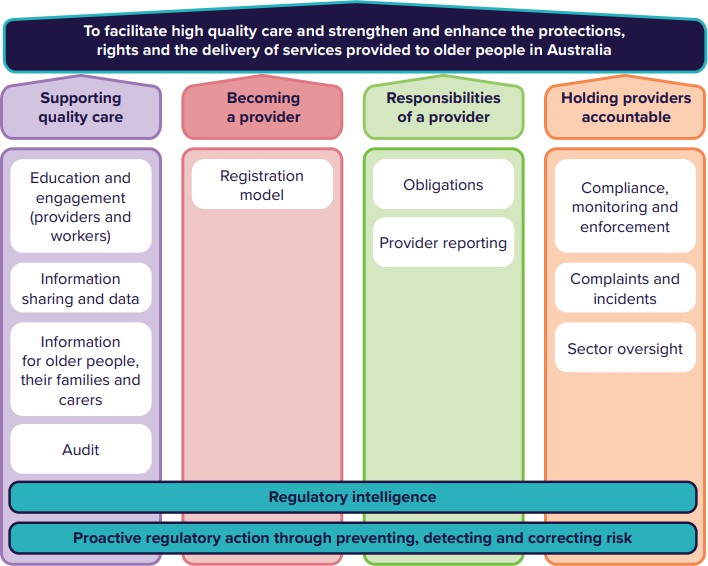 To facilitate high quality care and strengthen and enhance the protections,
rights and the delivery of services provided to older people in Australia
Supporting
quality care
Education and
engagement
(providers and
workers)
Information
sharing and data
Information
for older people,
their families and
carers
Audit
Becoming
a provider
Registration
model
Responsibilities
of a provider
Obligations
Provider reporting
Holding providers
accountable
Compliance,
monitoring and
enforcement
Complaints and
incidents
Sector oversight
Regulatory intelligence
Proactive regulatory action through preventing, detecting and correcting risk